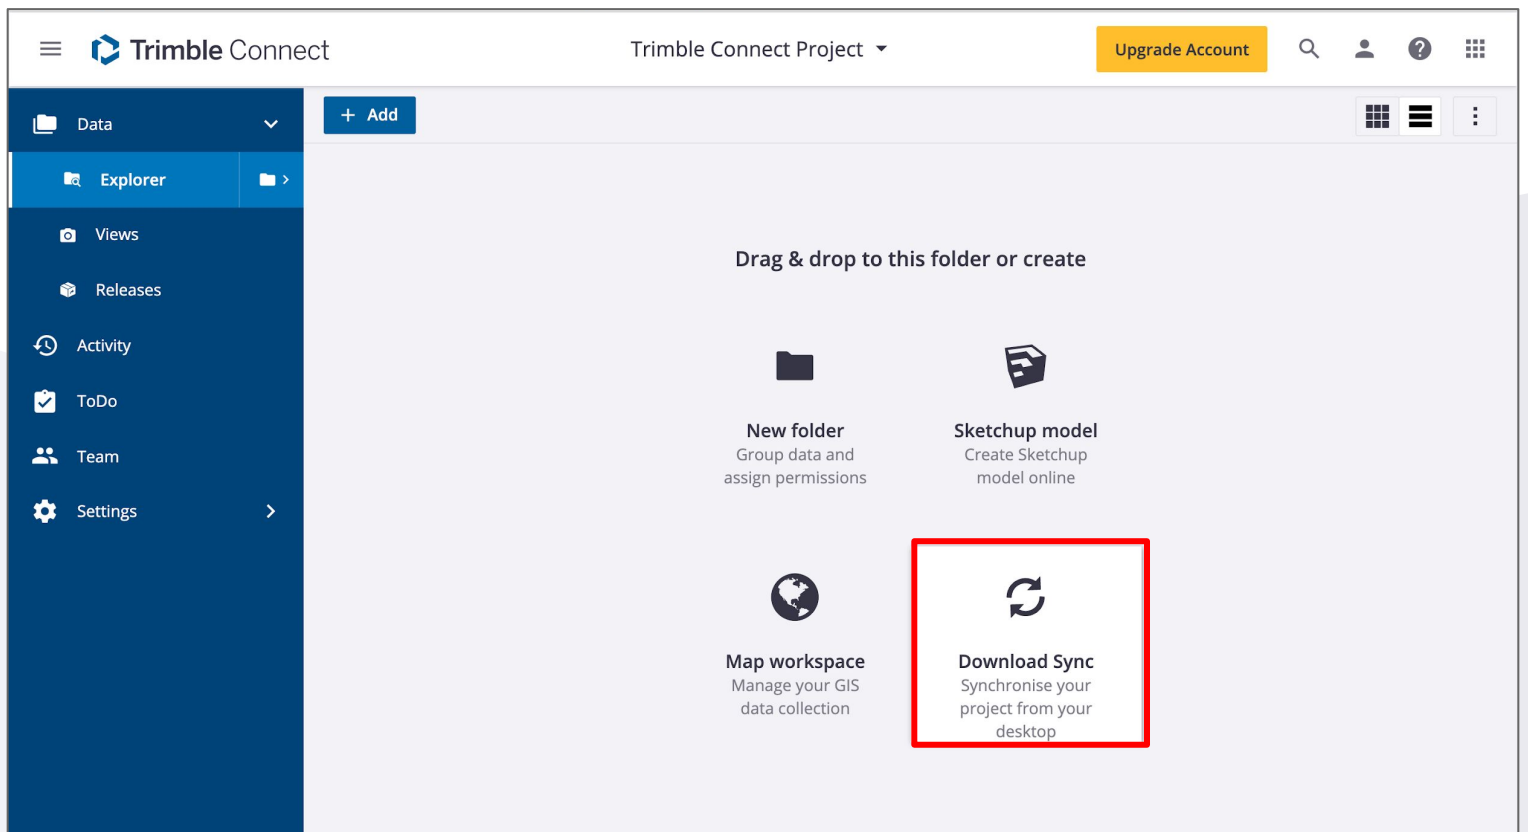 Trimble Connect
Trimble Connect Project
Upgrade Account
Data
+ Add
Explorer
Views
Releases
Activity
ToDo
Team
Settings
Drag & drop to this folder or create
New folder
Group data and
assign permissions
Sketchup model
Create Sketchup
model online
Map workspace
Manage your GIS
data collection
Download Sync
Synchronise your
project from your
desktop